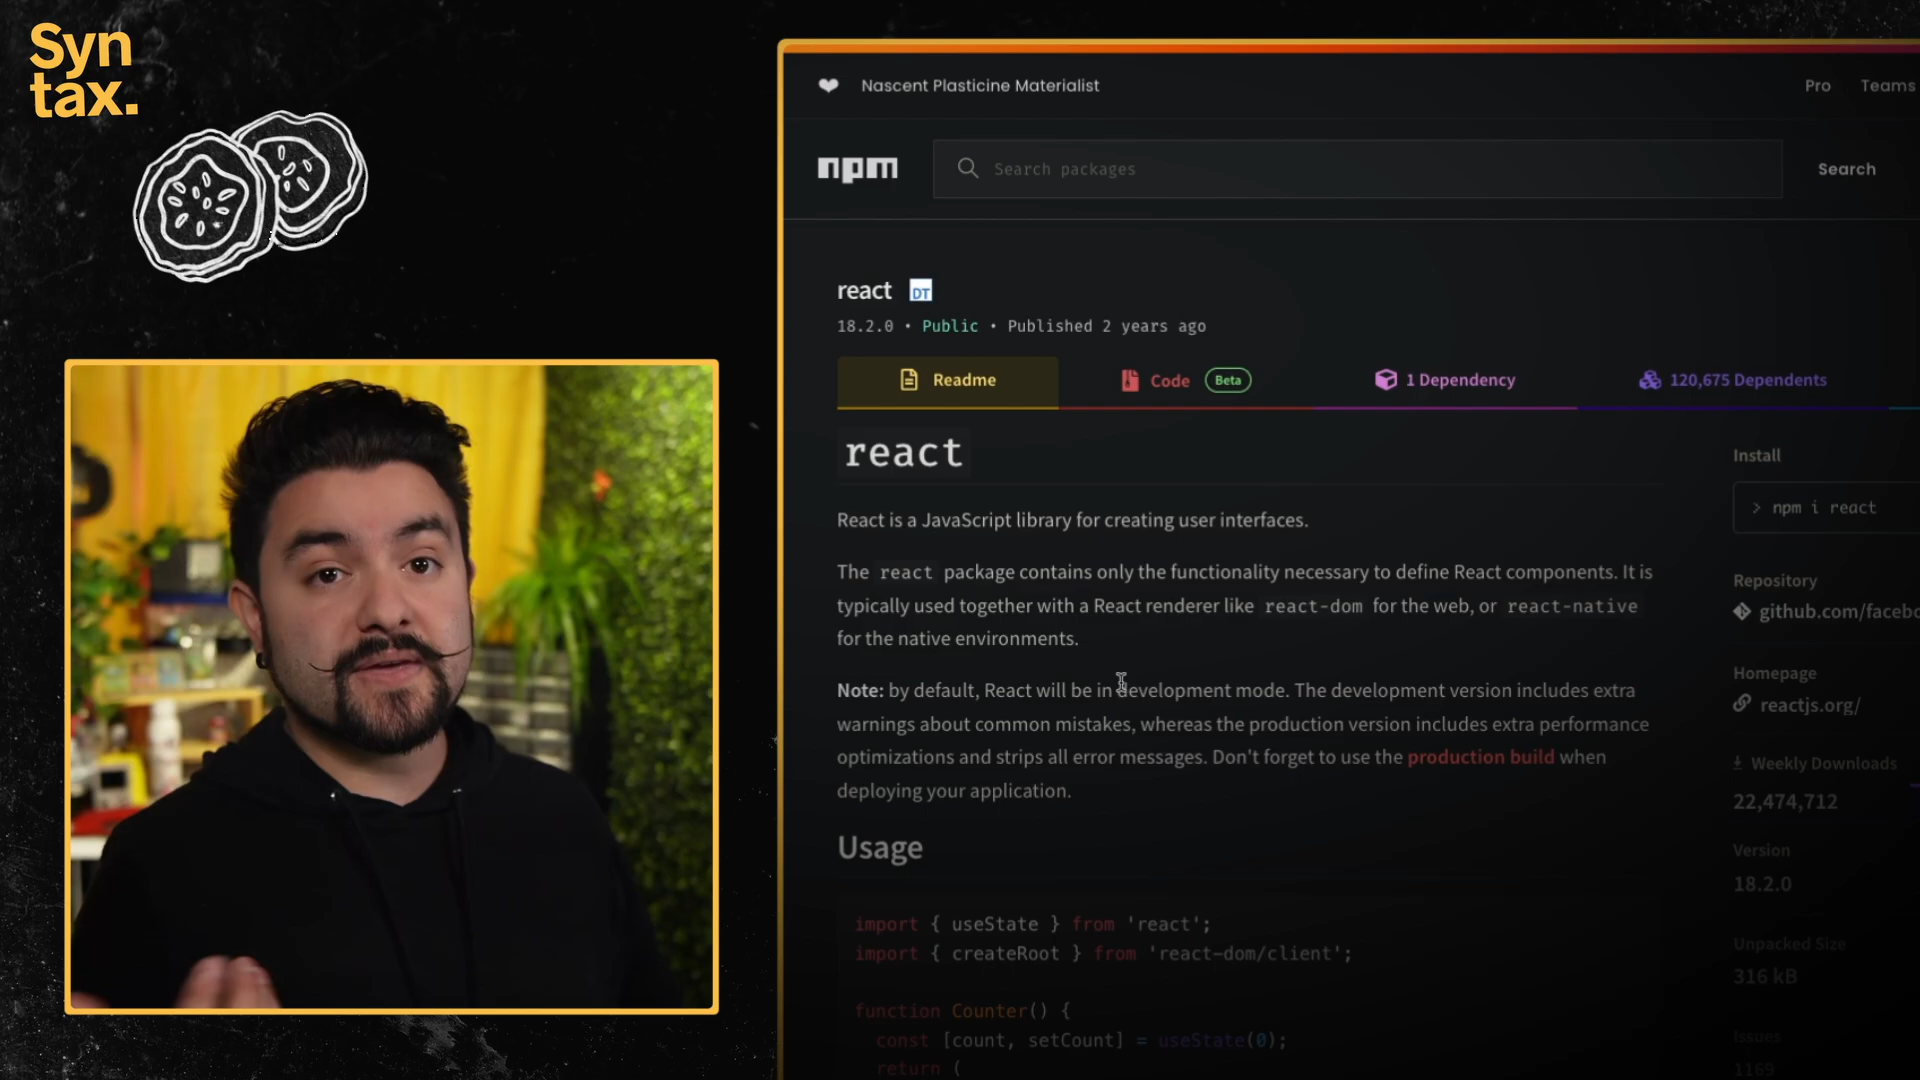 Syn
tax.
Nascent Plasticine Materialist
Pro
Teams
npm
Search packages
Search
react DT
18.2.0 • Public • Published 2 years ago
Readme
Code Beta
1 Dependency
120,675 Dependents
react
React is a JavaScript library for creating user interfaces.
The react package contains only the functionality necessary to define React components. It is
typically used together with a React renderer like react-dom for the web, or react-native
for the native environments.
Note: by default, React will be in development mode. The development version includes extra
warnings about common mistakes, whereas the production version includes extra performance
optimizations and strips all error messages. Don't forget to use the production build when
deploying your application.
Usage
import { useState } from 'react';
import { createRoot } from 'react-dom/client';
function Counter() {
const [count, setCount] = useState(0);
return (
Install
> npm i react
Repository
github.com/facebo
Homepage
reactjs.org/
Weekly Downloads
22,474,712
Version
18.2.0
Unpacked Size
316 kB
Issues
1169